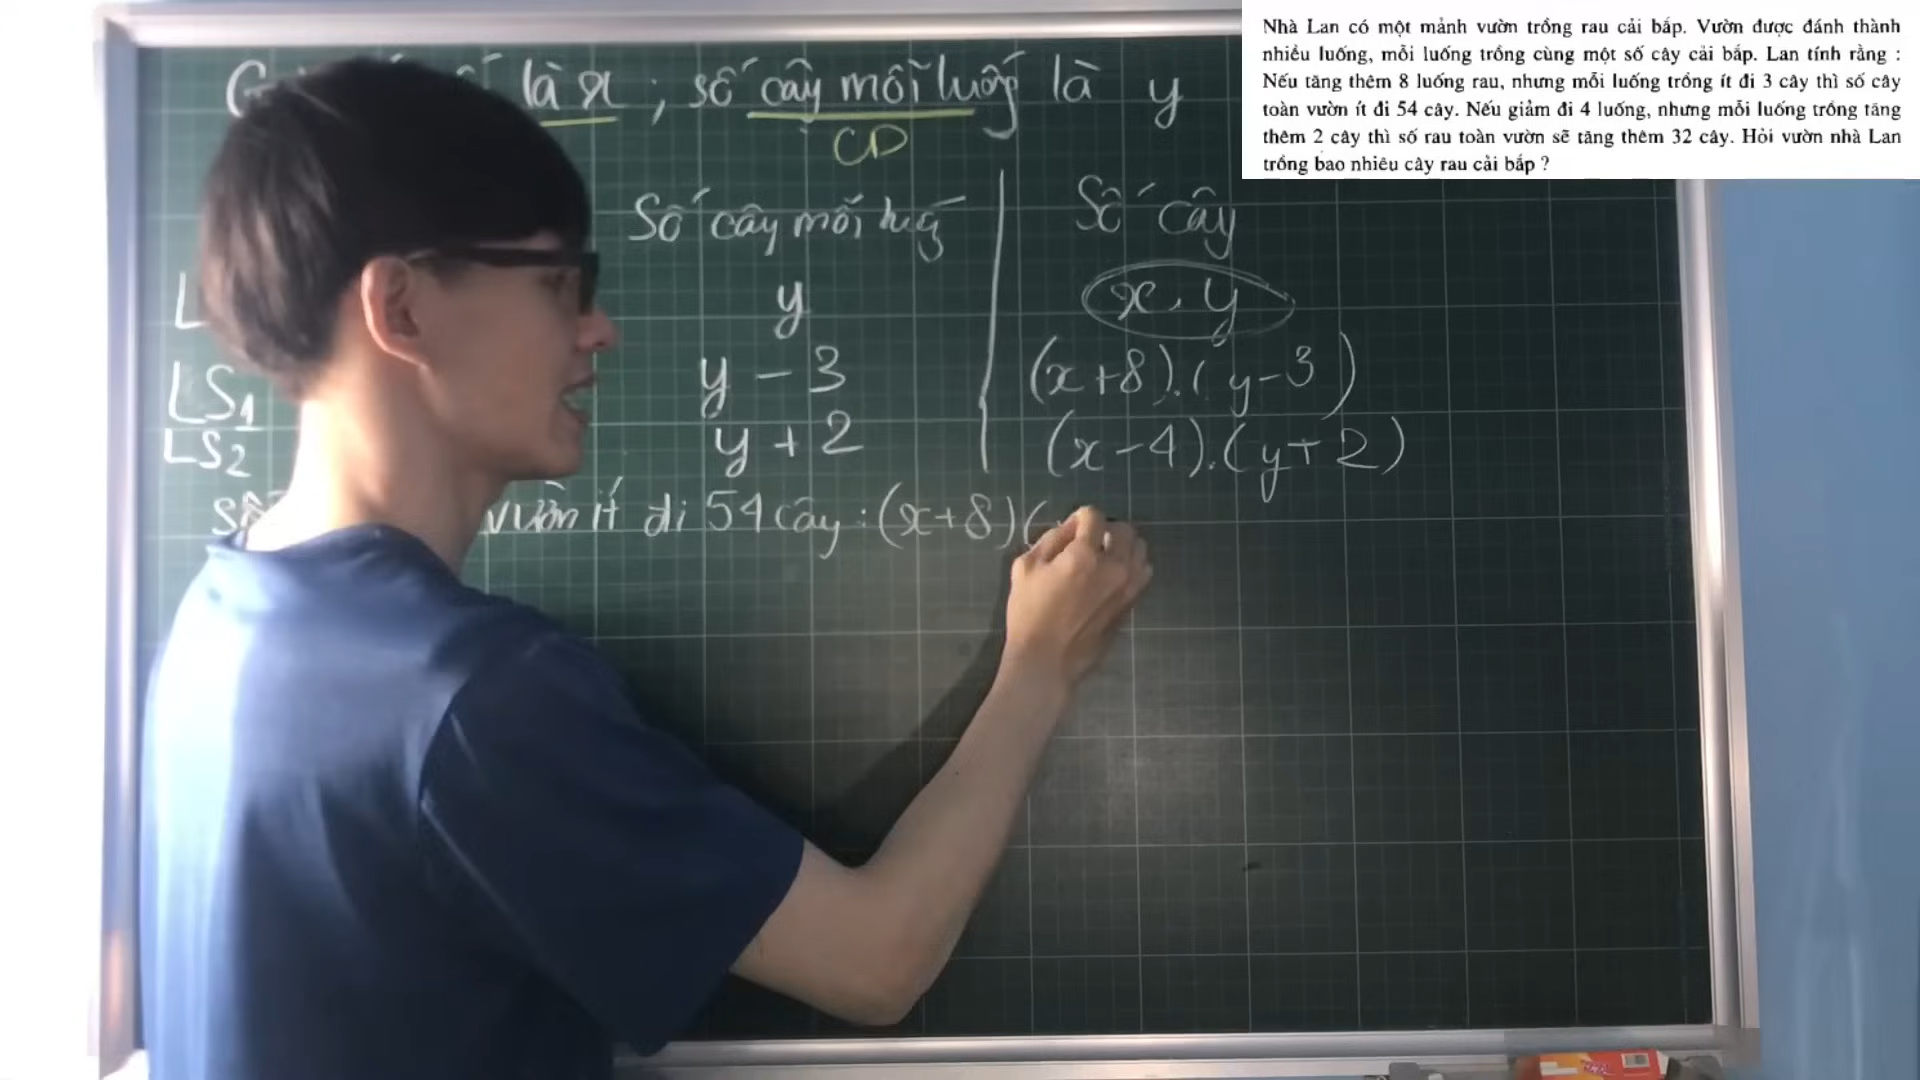 Nhà Lan có một mảnh vườn trồng rau cải bắp. Vườn được đánh thành
nhiều luống, mỗi luống trồng cùng một số cây cải bắp. Lan tính rằng :
Nếu tăng thêm 8 luống rau, nhưng mỗi luống trồng ít đi 3 cây thì số cây
toàn vườn ít đi 54 cây. Nếu giảm đi 4 luống, nhưng mỗi luống trồng tăng
thêm 2 cây thì số rau toàn vườn sẽ tăng thêm 32 cây. Hỏi vườn nhà Lan
trồng bao nhiêu cây rau cải bắp ?
là x ; số cây mỗi luống là y
CD
Số cây mỗi luống Số cây
y x . y
LS1 y - 3 (x+8).(y-3)
LS2 y + 2 (x-4).(y+2)
vườn ít đi 54 cây : (x+8)(